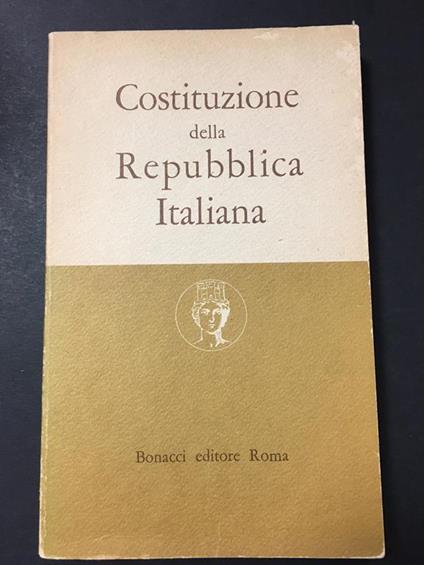 Costituzione
della
Repubblica
Italiana
Bonacci editore Roma